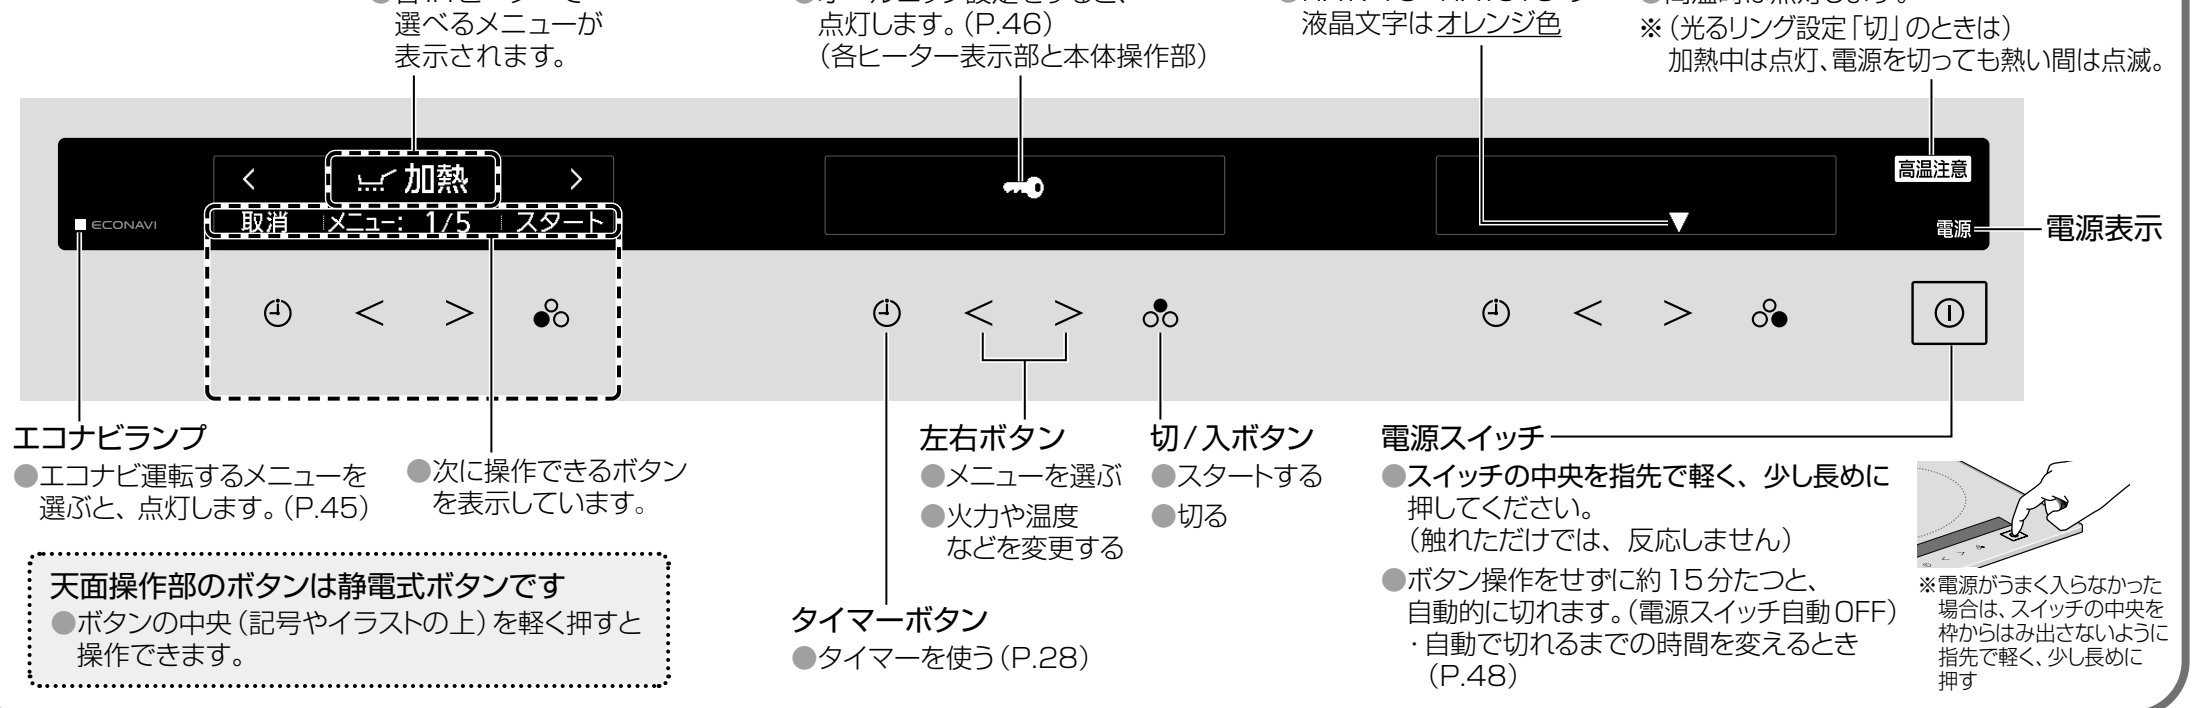 選べるメニューが
表示されます。
点灯します。(P.46)
(各ヒーター表示部と本体操作部)
液晶文字はオレンジ色
※(光るリング設定「切」のときは)
加熱中は点灯、電源を切っても熱い間は点滅。
< 加熱 >
取消 メニュー: 1/5 スタート
ECONAVI
高温注意
電源
電源表示
エコナビランプ
●エコナビ運転するメニューを
選ぶと、点灯します。(P.45)
●次に操作できるボタン
を表示しています。
左右ボタン
●メニューを選ぶ
●火力や温度
などを変更する
切/入ボタン
●スタートする
●切る
電源スイッチ
●スイッチの中央を指先で軽く、少し長めに
押してください。
(触れただけでは、反応しません)
●ボタン操作をせずに約15分たつと、
自動的に切れます。(電源スイッチ自動OFF)
・自動で切れるまでの時間を変えるとき
(P.48)
※電源がうまく入らなかった
場合は、スイッチの中央を
枠からはみ出さないように
指先で軽く、少し長めに
押す
天面操作部のボタンは静電式ボタンです
●ボタンの中央(記号やイラストの上)を軽く押すと
操作できます。
タイマーボタン
●タイマーを使う(P.28)